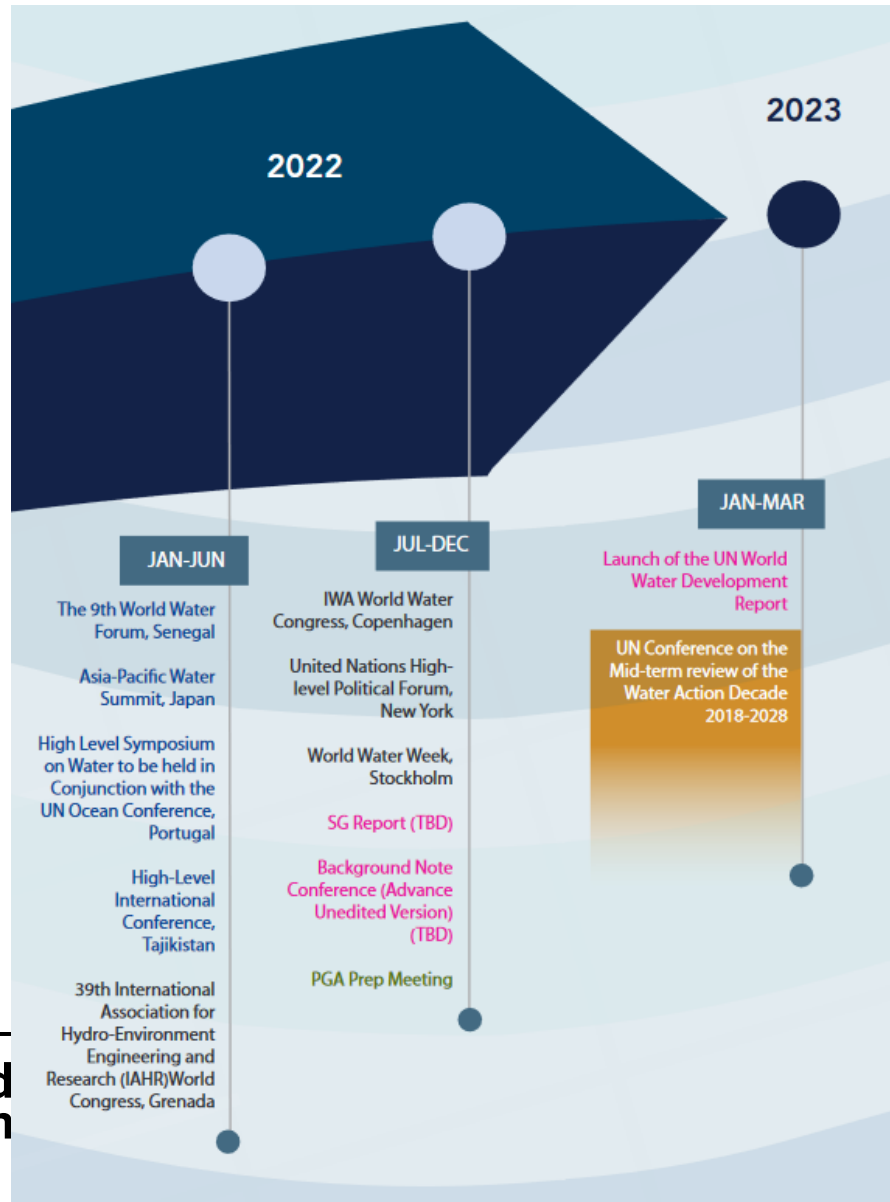 2022
2023
JAN-JUN
The 9th World Water
Forum, Senegal
Asia-Pacific Water
Summit, Japan
High Level Symposium
on Water to be held in
Conjunction with the
UN Ocean Conference,
Portugal
High-Level
International
Conference,
Tajikistan
39th International
Association for
Hydro-Environment
Engineering and
Research (IAHR)World
Congress, Grenada
JUL-DEC
IWA World Water
Congress, Copenhagen
United Nations High-
level Political Forum,
New York
World Water Week,
Stockholm
SG Report (TBD)
Background Note
Conference (Advance
Unedited Version)
(TBD)
PGA Prep Meeting
JAN-MAR
Launch of the UN World
Water Development
Report
UN Conference on the
Mid-term review of the
Water Action Decade
2018-2028